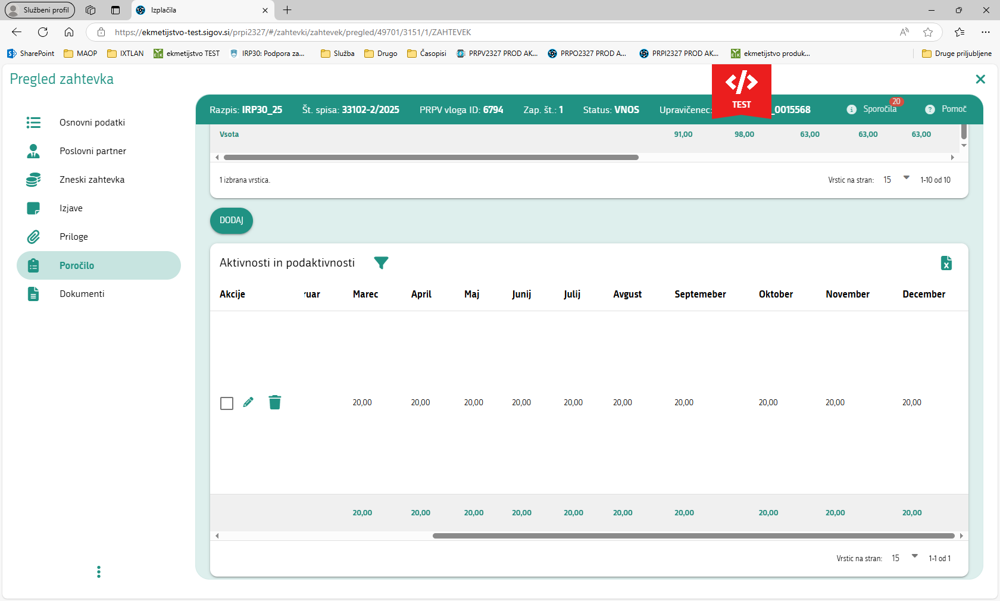 Službeni profil
Izplačila
https://ekmetijstvo-test.sigov.si/prpi2327/#/zahtevki/zahtevek/pregled/49701/3151/1/ZAHTEVEK
SharePoint
MAOP
IXTLAN
ekmetijstvo TEST
IRP30: Podpora za...
Služba
Drugo
Časopisi
PRPV2327 PROD AK...
PRPO2327 PROD A...
PRPI2327 PROD AK...
ekmetijstvo produk...
Druge priljubljene
Pregled zahtevka
TEST
Razpis: IRP30_25 Št. spisa: 33102-2/2025 PRPV vloga ID: 6794 Zap. št.: 1 Status: VNOS Upravičenec: _0015568
Sporočila 20
Pomoč
Osnovni podatki
Poslovni partner
Zneski zahtevka
Izjave
Priloge
Poročilo
Dokumenti
Vsota 91,00 98,00 63,00 63,00 63,00
1 izbrana vrstica.
Vrstic na stran: 15 1-10 od 10
DODAJ
Aktivnosti in podaktivnosti
Akcije ruar Marec April Maj Junij Julij Avgust Septemeber Oktober November December
20,00 20,00 20,00 20,00 20,00 20,00 20,00 20,00 20,00 20,00
20,00 20,00 20,00 20,00 20,00 20,00 20,00 20,00 20,00 20,00
Vrstic na stran: 15 1-1 od 1